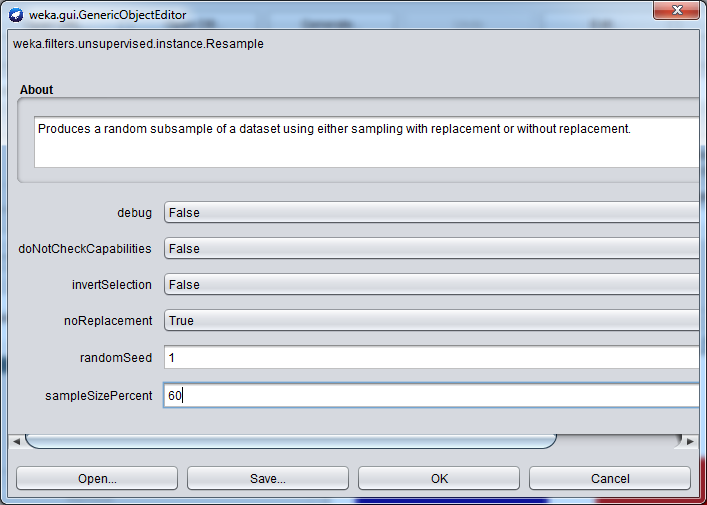 weka.gui.GenericObjectEditor
weka.filters.unsupervised.instance.Resample
About
Produces a random subsample of a dataset using either sampling with replacement or without replacement.
debug False
doNotCheckCapabilities False
invertSelection False
noReplacement True
randomSeed 1
sampleSizePercent 60
Open... Save... OK Cancel